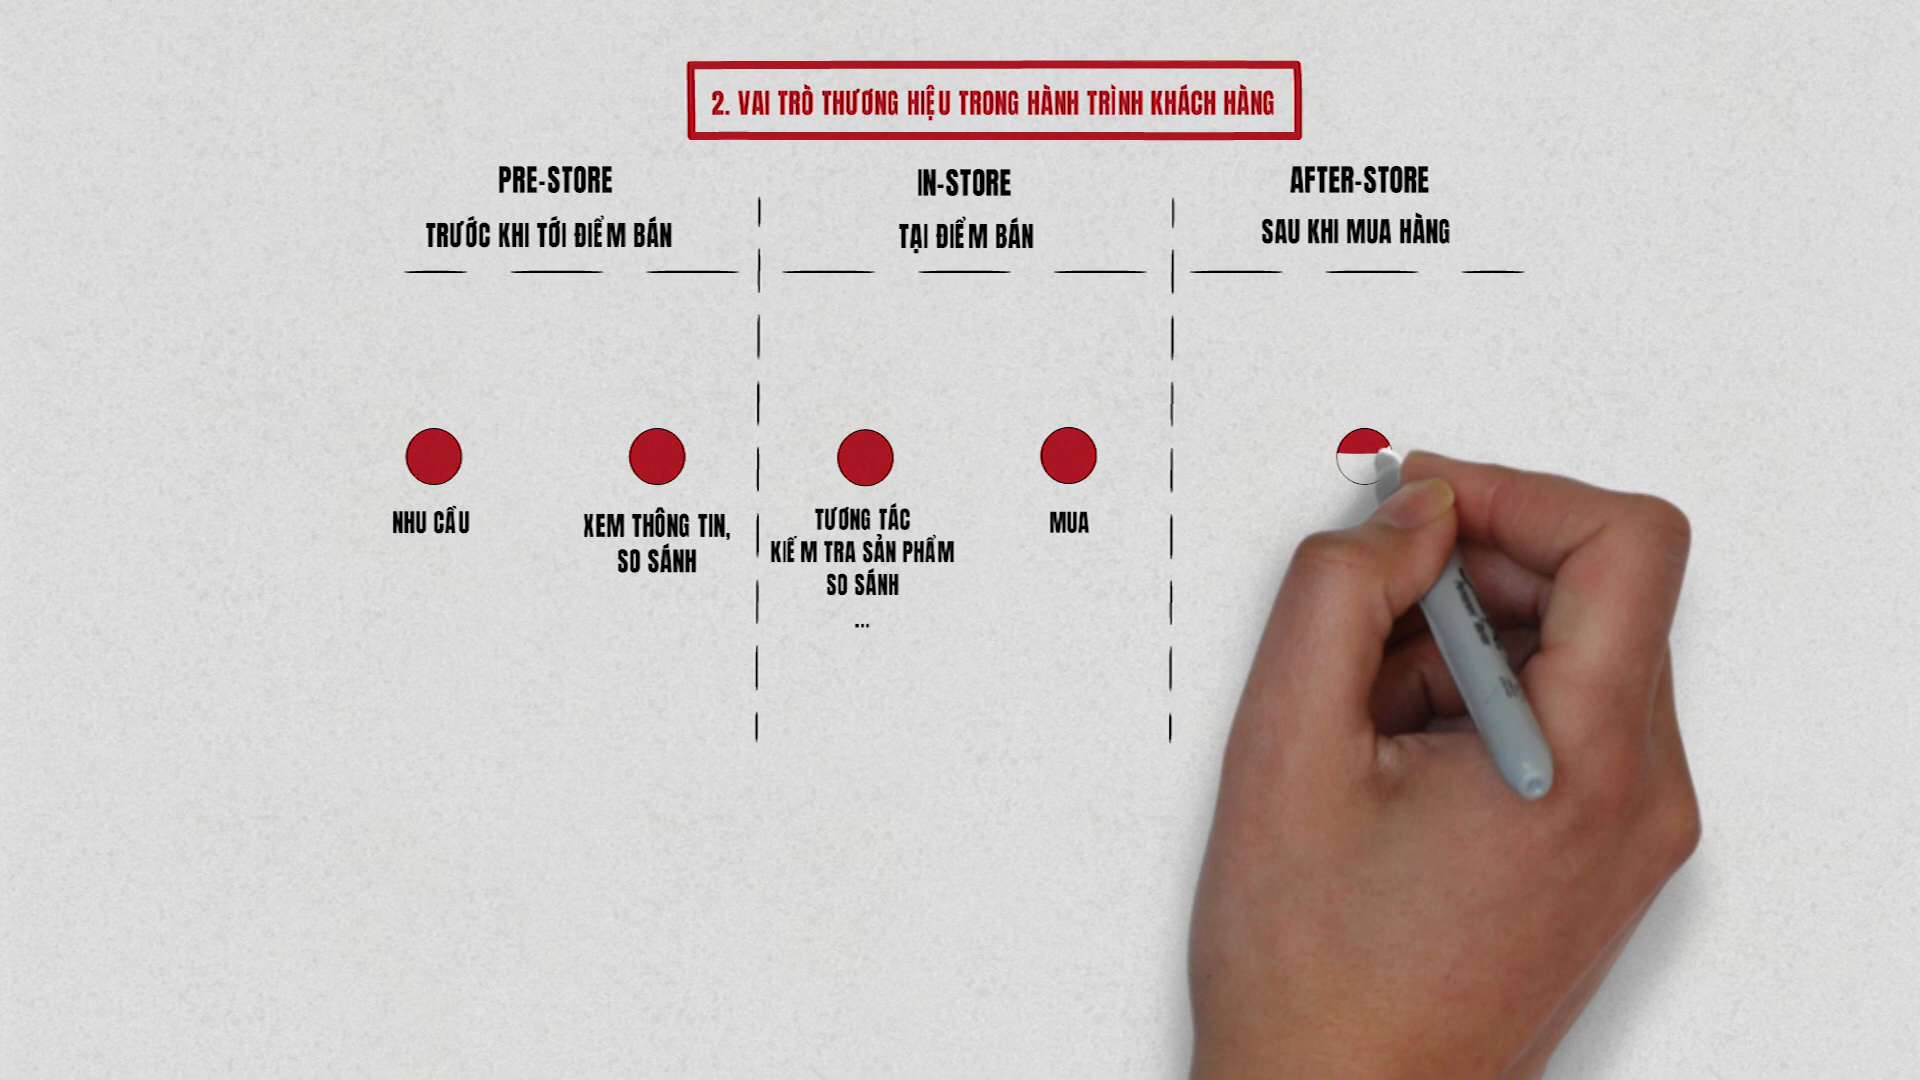 2. VAI TRÒ THƯƠNG HIỆU TRONG HÀNH TRÌNH KHÁCH HÀNG
PRE-STORE
TRƯỚC KHI TỚI ĐIỂM BÁN
IN-STORE
TẠI ĐIỂM BÁN
AFTER-STORE
SAU KHI MUA HÀNG
NHU CẦU
XEM THÔNG TIN,
SO SÁNH
TƯƠNG TÁC
KIỂM TRA SẢN PHẨM
SO SÁNH
...
MUA